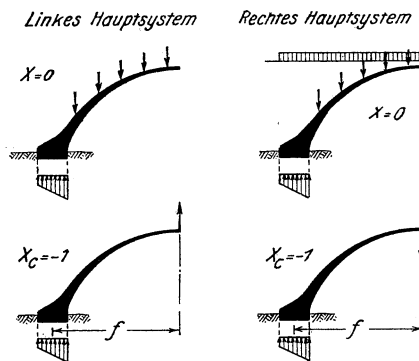 Linkes Hauptsystem
Rechtes Hauptsystem
X=0
X=0
X_C=-1
X_C=-1
f
f